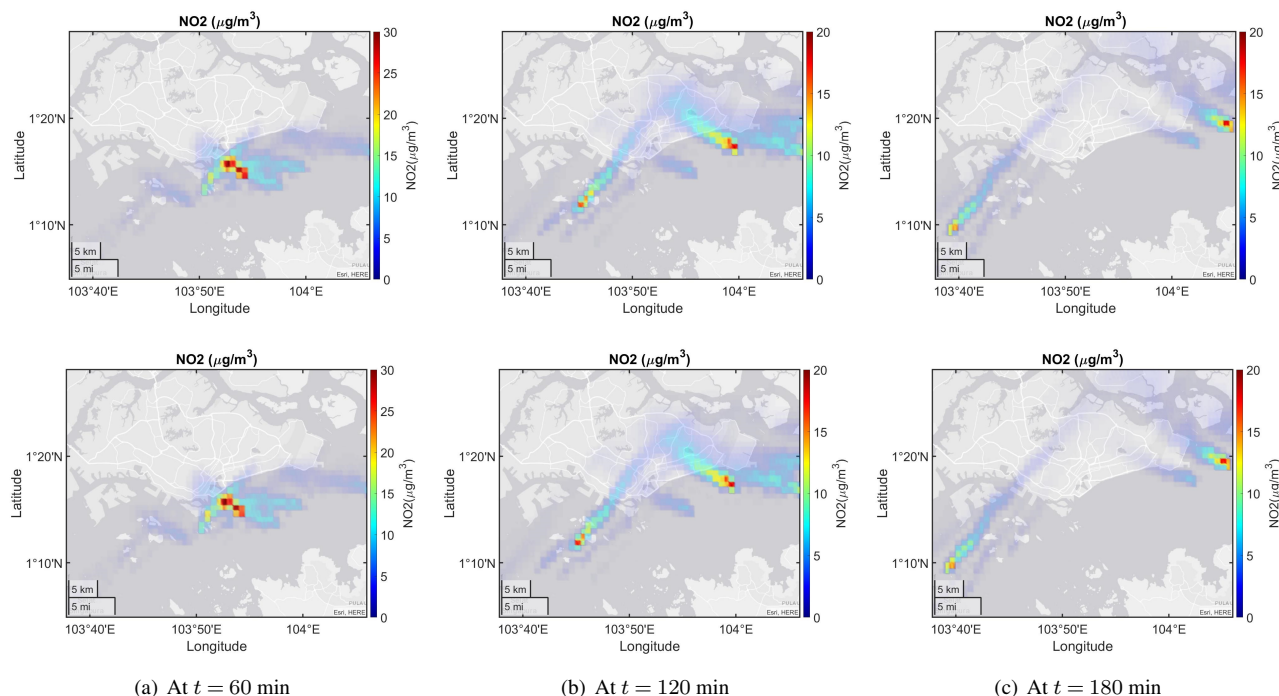 NO2 (μg/m³)
NO2 (μg/m³)
NO2 (μg/m³)
Latitude
1°20'N
1°10'N
5 km
5 mi
Esri, HERE
103°40'E
103°50'E
104°E
Longitude
30
25
20
15
10
5
0
NO2(μg/m³)
Latitude
1°20'N
1°10'N
5 km
5 mi
Esri, HERE
103°40'E
103°50'E
104°E
Longitude
20
15
10
5
0
NO2(μg/m³)
Latitude
1°20'N
1°10'N
5 km
5 mi
Esri, HERE
103°40'E
103°50'E
104°E
Longitude
20
15
10
5
0
NO2(μg/m³)
NO2 (μg/m³)
NO2 (μg/m³)
NO2 (μg/m³)
Latitude
1°20'N
1°10'N
5 km
5 mi
Esri, HERE
103°40'E
103°50'E
104°E
Longitude
30
25
20
15
10
5
0
NO2(μg/m³)
Latitude
1°20'N
1°10'N
5 km
5 mi
Esri, HERE
103°40'E
103°50'E
104°E
Longitude
20
15
10
5
0
NO2(μg/m³)
Latitude
1°20'N
1°10'N
5 km
5 mi
Esri, HERE
103°40'E
103°50'E
104°E
Longitude
20
15
10
5
0
NO2(μg/m³)
(a) At t = 60 min
(b) At t = 120 min
(c) At t = 180 min